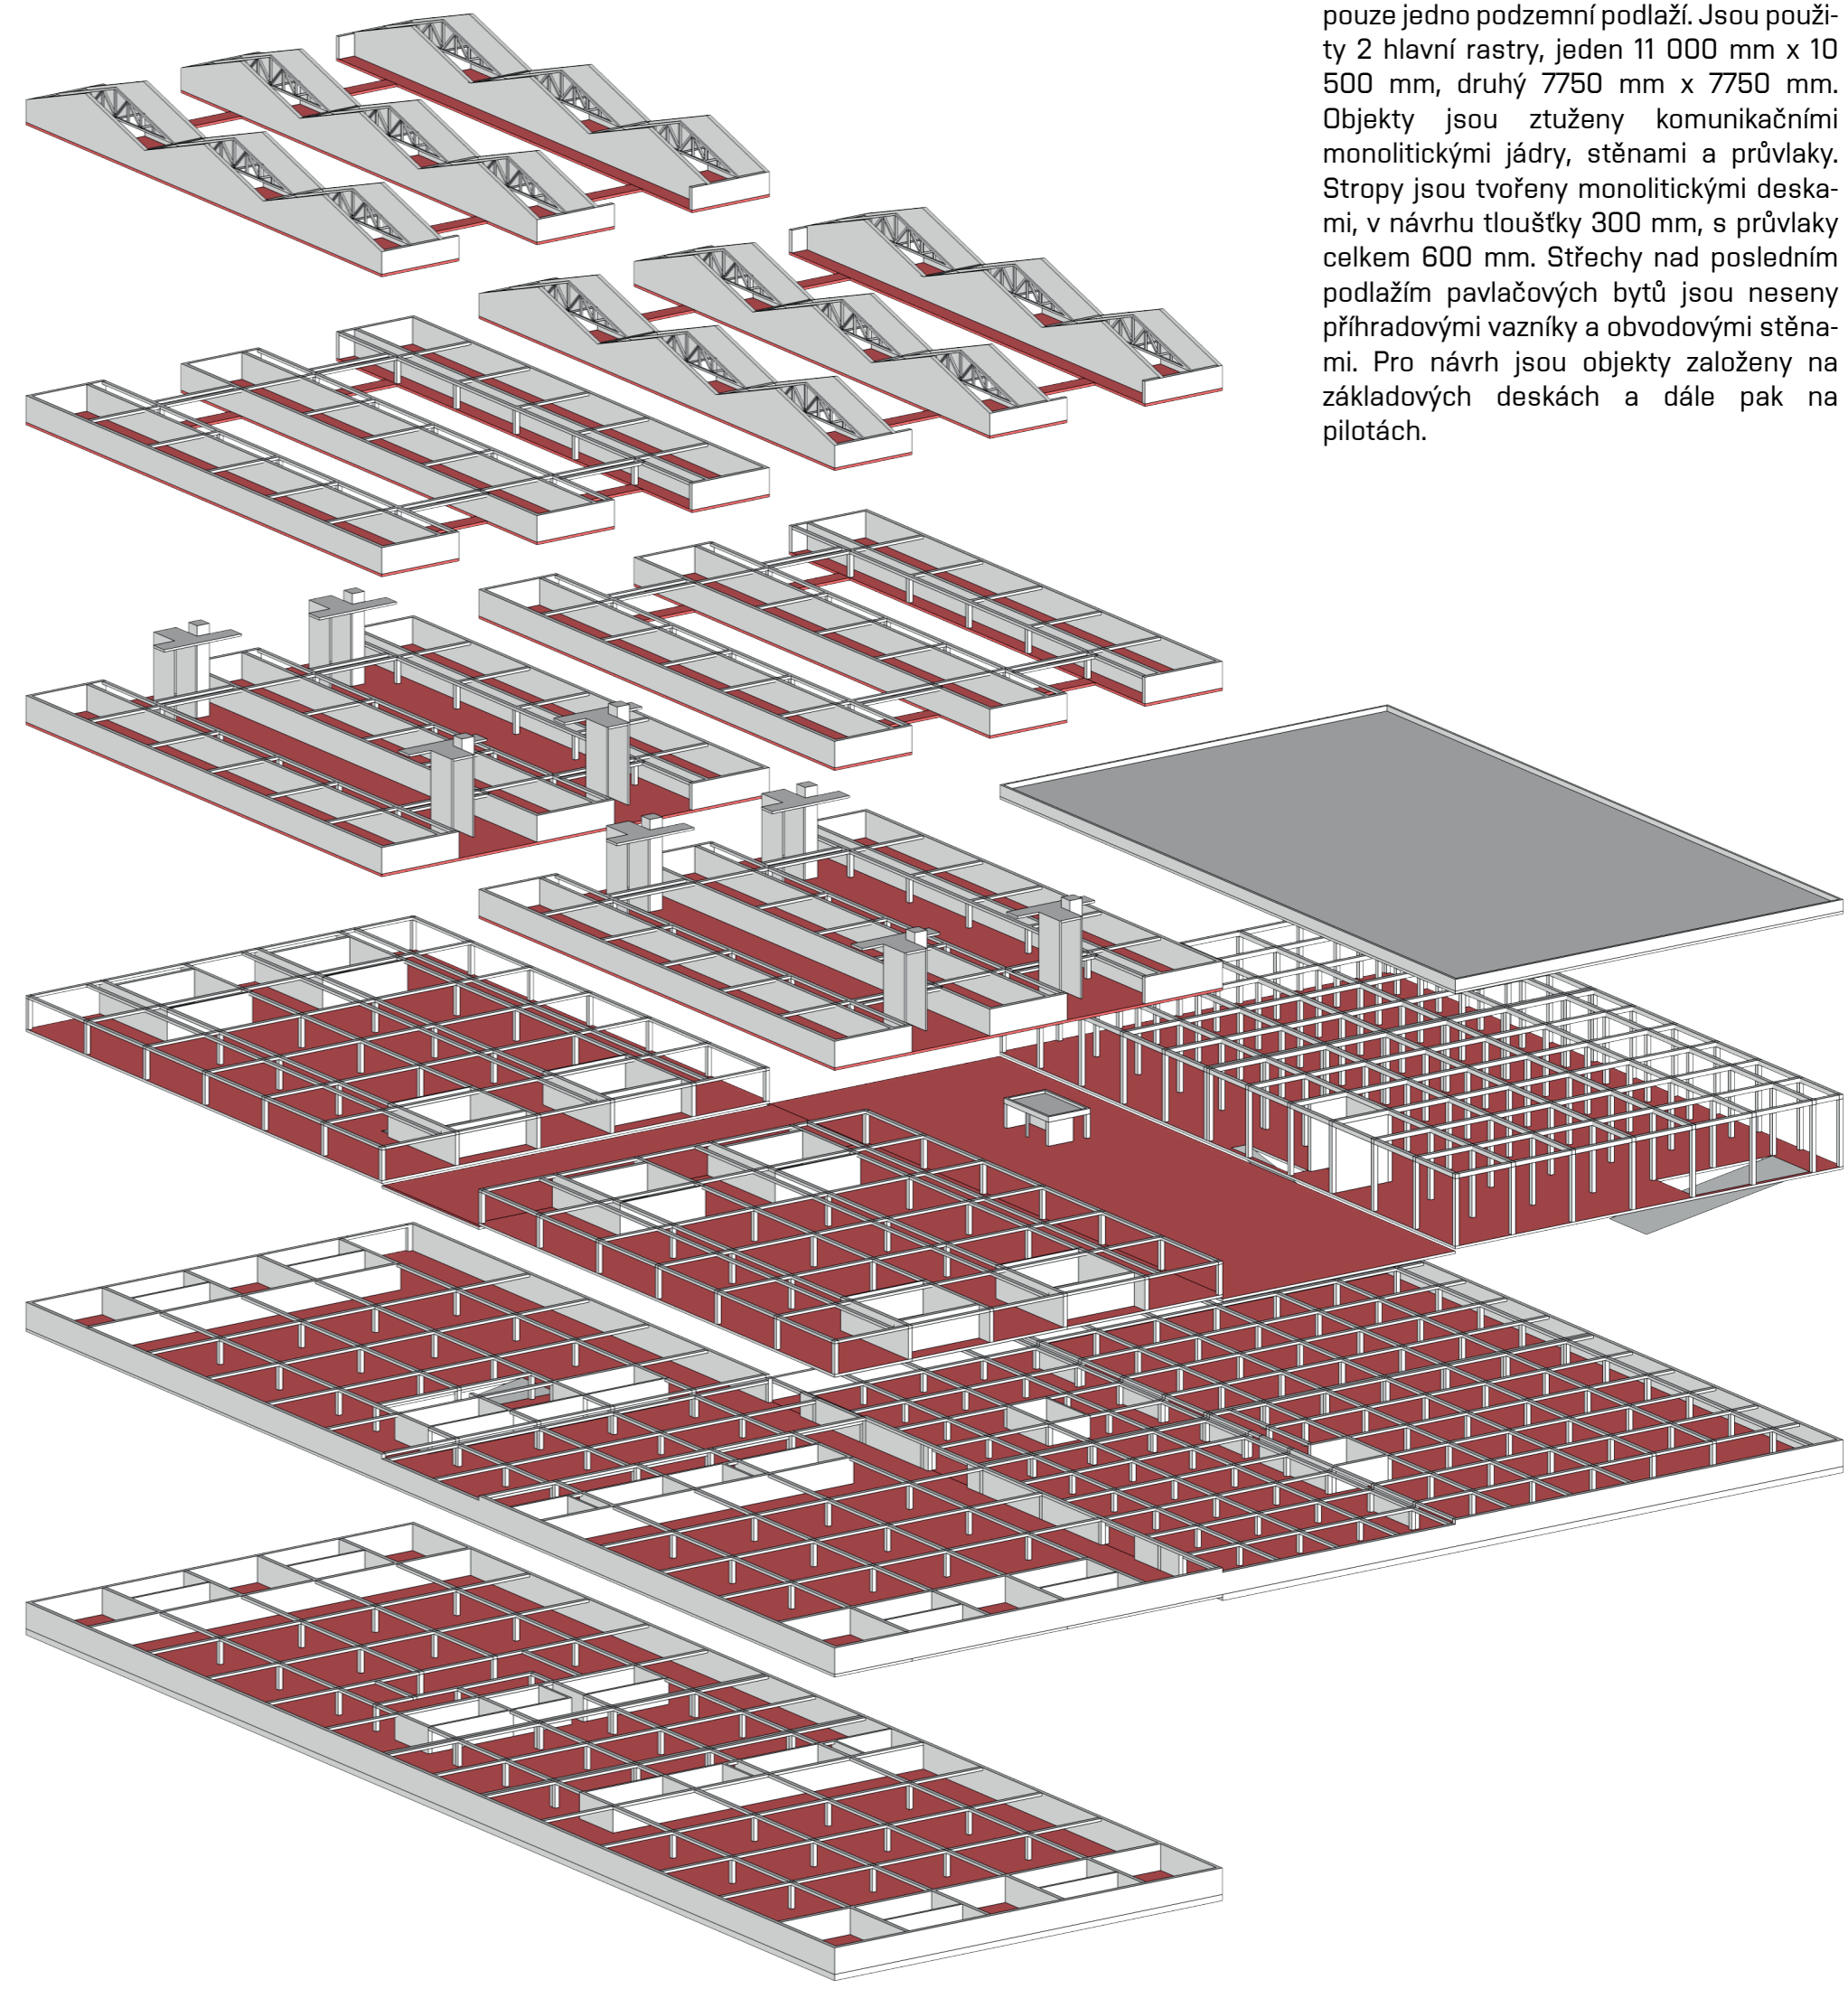 pouze jedno podzemní podlaží. Jsou použi-
ty 2 hlavní rastry, jeden 11 000 mm x 10
500 mm, druhý 7750 mm x 7750 mm.
Objekty jsou ztuženy komunikačními
monolitickými jádry, stěnami a průvlaky.
Stropy jsou tvořeny monolitickými deska-
mi, v návrhu tloušťky 300 mm, s průvlaky
celkem 600 mm. Střechy nad posledním
podlažím pavlačových bytů jsou neseny
příhradovými vazníky a obvodovými stěna-
mi. Pro návrh jsou objekty založeny na
základových deskách a dále pak na
pilotách.